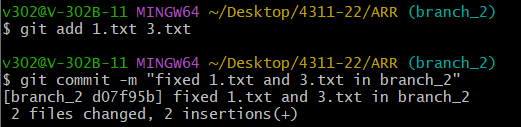 v302@V-302B-11 MINGW64 ~/Desktop/4311-22/ARR (branch_2)
$ git add 1.txt 3.txt
v302@V-302B-11 MINGW64 ~/Desktop/4311-22/ARR (branch_2)
$ git commit -m "fixed 1.txt and 3.txt in branch_2"
[branch_2 d07f95b] fixed 1.txt and 3.txt in branch_2
 2 files changed, 2 insertions(+)